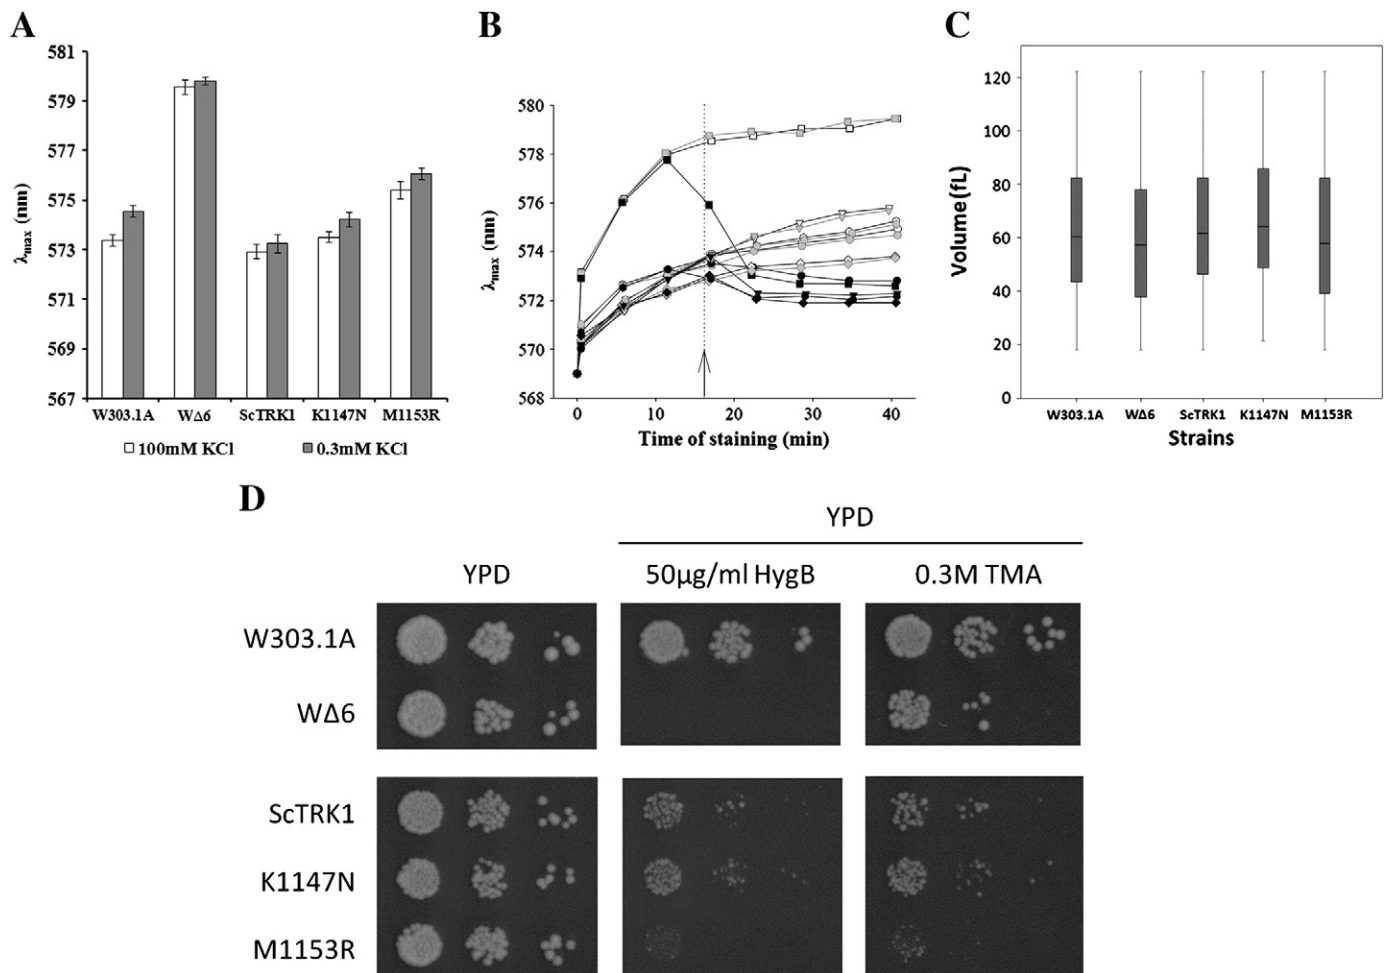 A
581
579
577
575
573
571
569
567
λmax (nm)
W303.1A WΔ6 ScTRK1 K1147N M1153R
100mM KCl 0.3mM KCl
B
580
578
576
574
572
570
568
λmax (nm)
0 10 20 30 40
Time of staining (min)
C
120
100
80
60
40
20
0
Volume (fL)
W303.1A WΔ6 ScTRK1 K1147N M1153R
Strains
D
YPD
YPD 50µg/ml HygB 0.3M TMA
W303.1A
WΔ6
ScTRK1
K1147N
M1153R